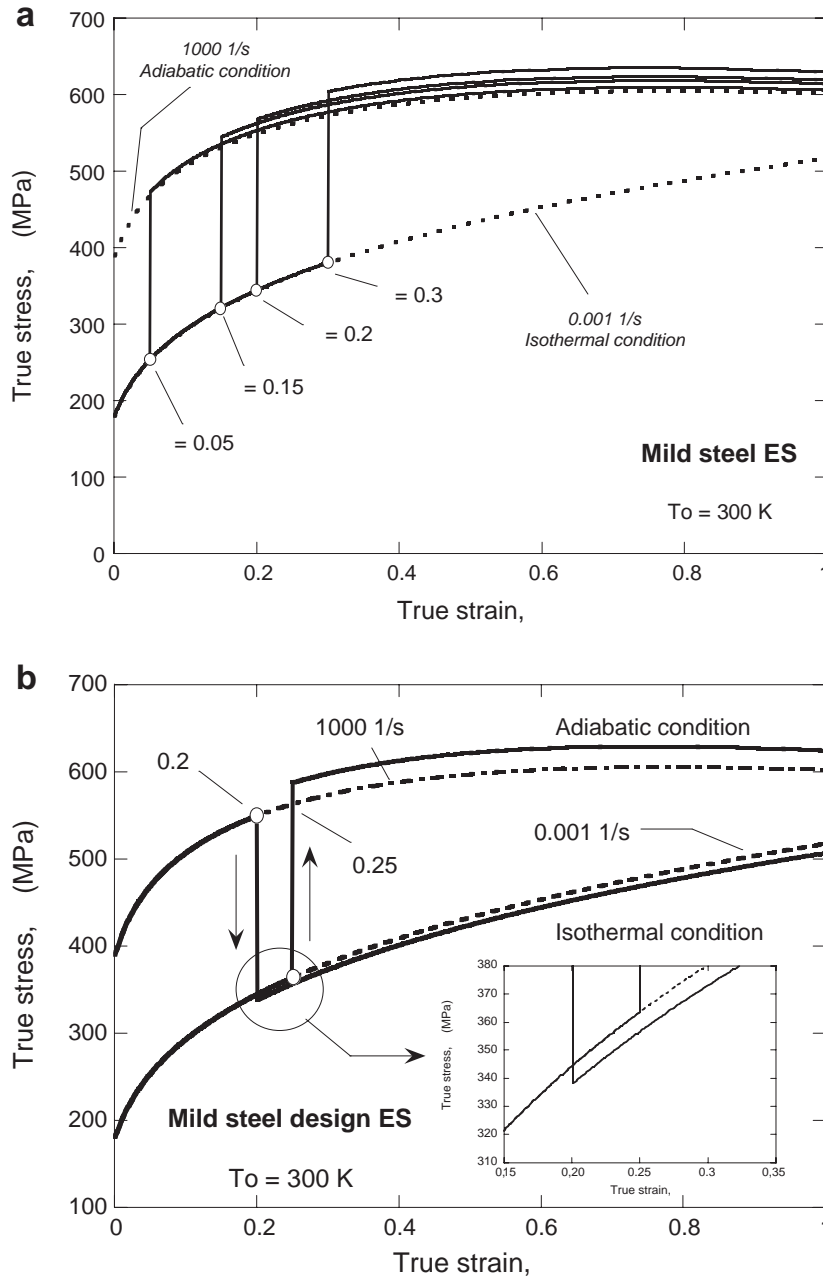 a
700
600
500
400
300
200
100
0
True stress, (MPa)
1000 1/s
Adiabatic condition
= 0.3
= 0.2
= 0.15
= 0.05
0.001 1/s
Isothermal condition
Mild steel ES
To = 300 K
0 0.2 0.4 0.6 0.8 1
True strain,
b
700
600
500
400
300
200
100
True stress, (MPa)
1000 1/s
Adiabatic condition
0.2
0.25
0.001 1/s
Isothermal condition
380
370
360
350
340
330
320
310
True stress, (MPa)
0,15 0,20 0.25 0.3 0,35
True strain,
Mild steel design ES
To = 300 K
0 0.2 0.4 0.6 0.8 1
True strain,